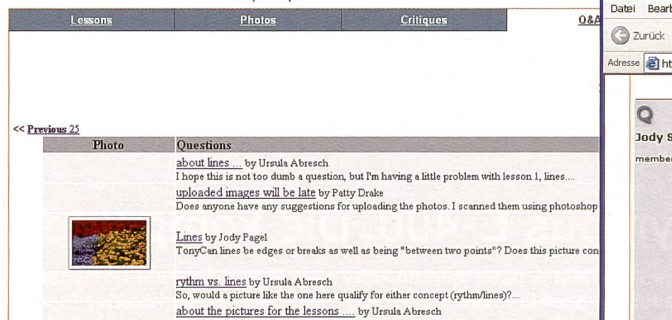 Lessons Photos Critiques Q&A
<< Previous 25
Photo Questions
about lines ... by Ursula Abresch
I hope this is not too dumb a question, but I'm having a little problem with lesson 1, lines....
uploaded images will be late by Patty Drake
Does anyone have any suggestions for uploading the photos. I scanned them using photoshop
Lines by Jody Pagel
TonyCan lines be edges or breaks as well as being "between two points"? Does this picture con
rythm vs. lines by Ursula Abresch
So, would a picture like the one here qualify for either concept (rythm/lines)?...
about the pictures for the lessons .... by Ursula Abresch
Datei Bearb
Zurück
Adresse ht
Jody S
member